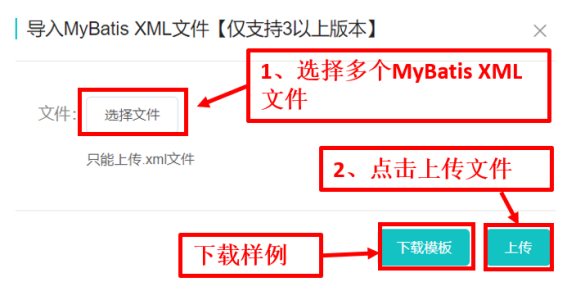 导入MyBatis XML文件【仅支持3以上版本】
1、选择多个MyBatis XML
文件
文件:
选择文件
只能上传.xml文件
2、点击上传文件
下载样例
下载模板
上传